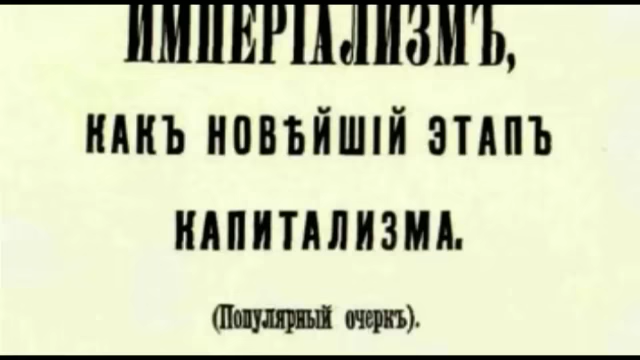 ИМПЕРІАЛИЗМЪ,
КАКЪ НОВѢЙШІЙ ЭТАПЪ
КАПИТАЛИЗМА.
(Популярный очеркъ).